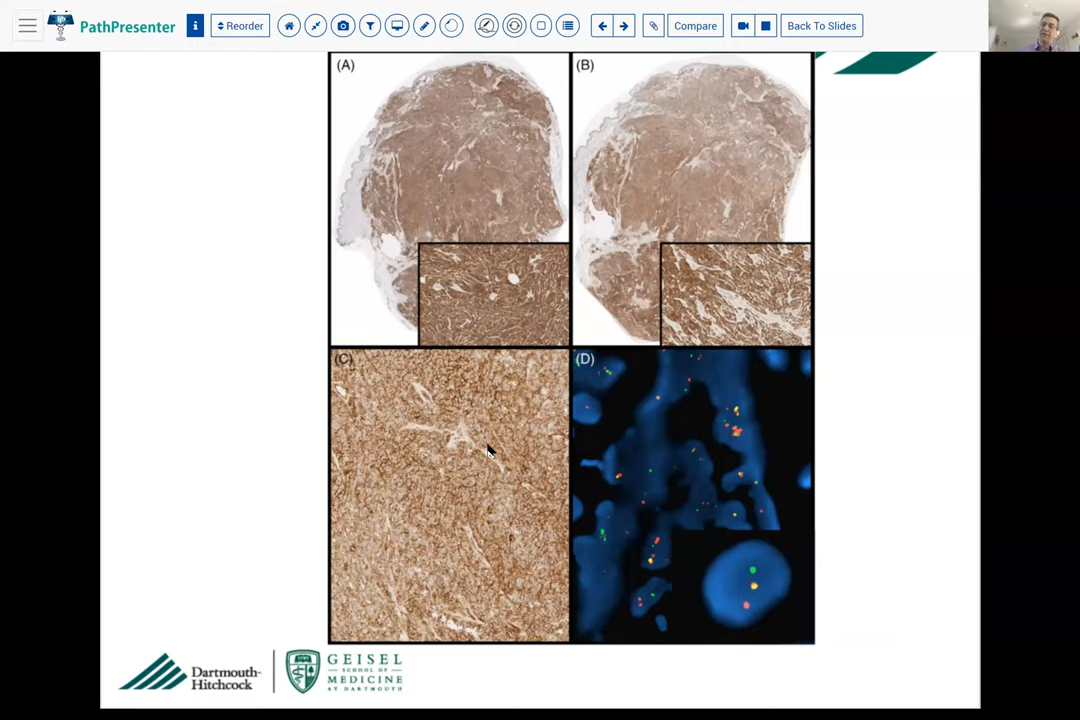 PathPresenter
i
Reorder
Compare
Back To Slides
(A)
(B)
(C)
(D)
Dartmouth-
Hitchcock
GEISEL
SCHOOL OF
MEDICINE
AT DARTMOUTH